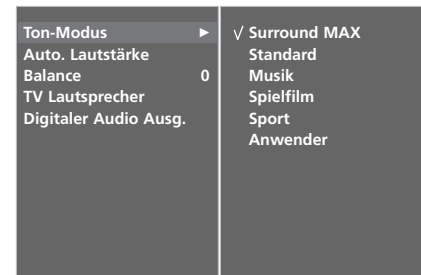 Ton-Modus ►
Auto. Lautstärke
Balance 0
TV Lautsprecher
Digitaler Audio Ausg.
√ Surround MAX
Standard
Musik
Spielfilm
Sport
Anwender